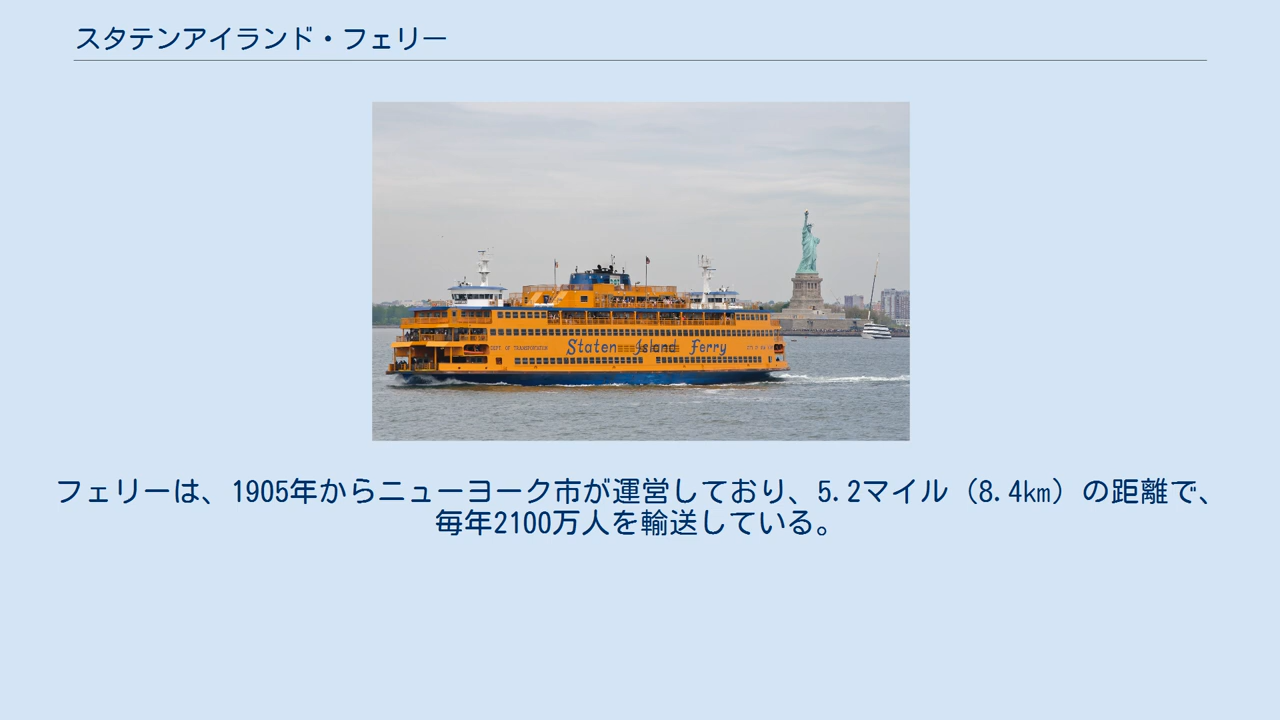 スタテンアイランド・フェリー
Staten Island Ferry
フェリーは、1905年からニューヨーク市が運営しており、5.2マイル（8.4km）の距離で、
毎年2100万人を輸送している。